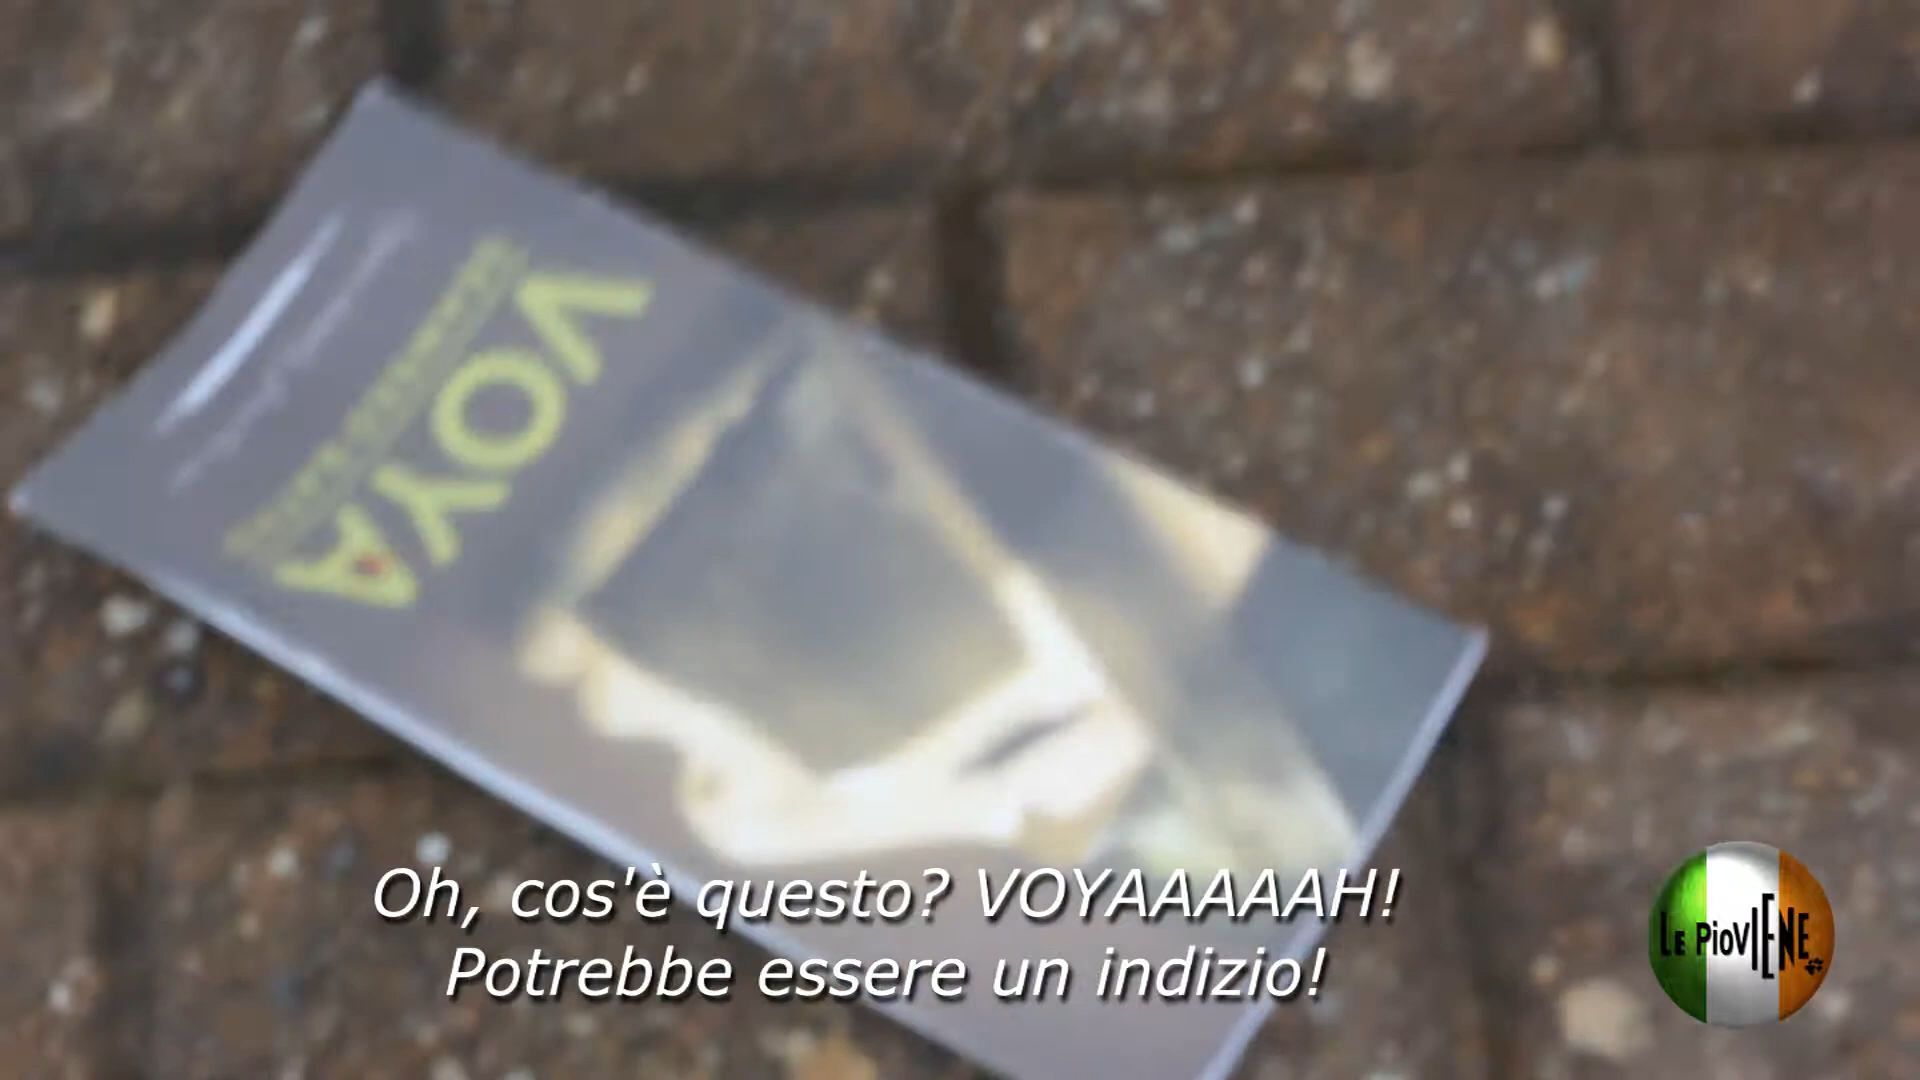 VOYA
Oh, cos'è questo? VOYAAAAAH!
Potrebbe essere un indizio!
LE PioVIENE